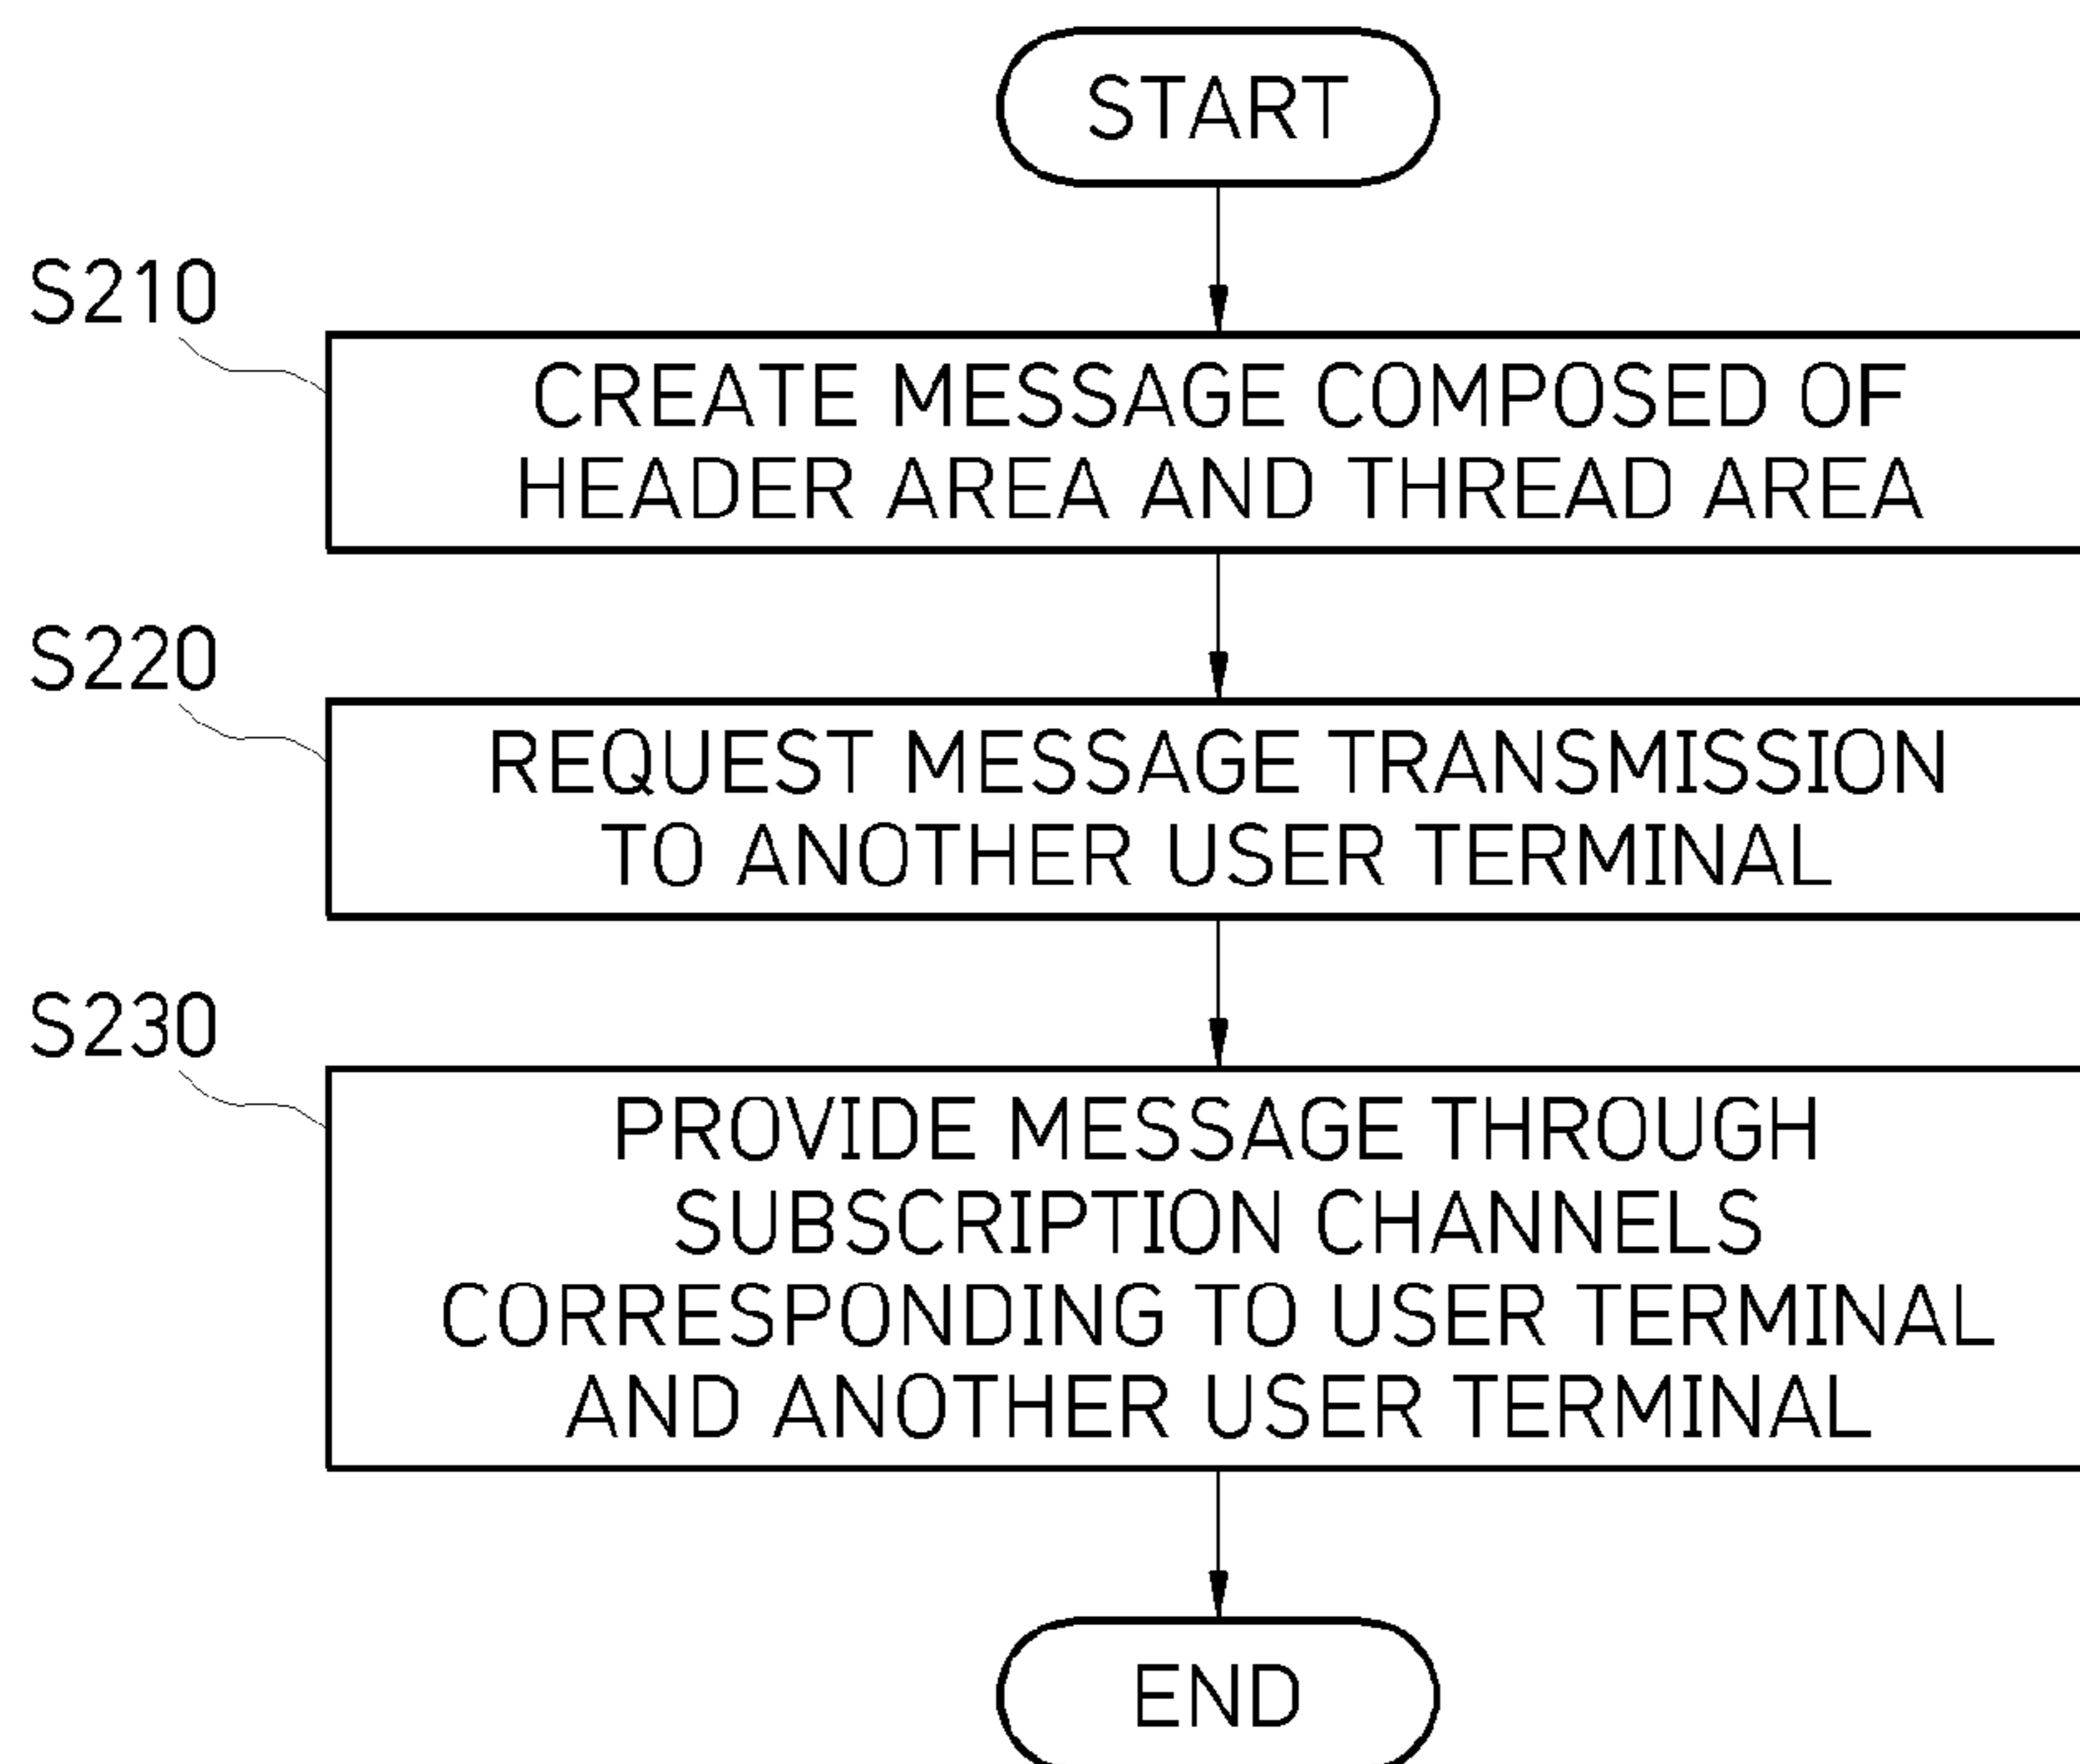 START
S210
CREATE MESSAGE COMPOSED OF
HEADER AREA AND THREAD AREA
S220
REQUEST MESSAGE TRANSMISSION
TO ANOTHER USER TERMINAL
S230
PROVIDE MESSAGE THROUGH
SUBSCRIPTION CHANNELS
CORRESPONDING TO USER TERMINAL
AND ANOTHER USER TERMINAL
END